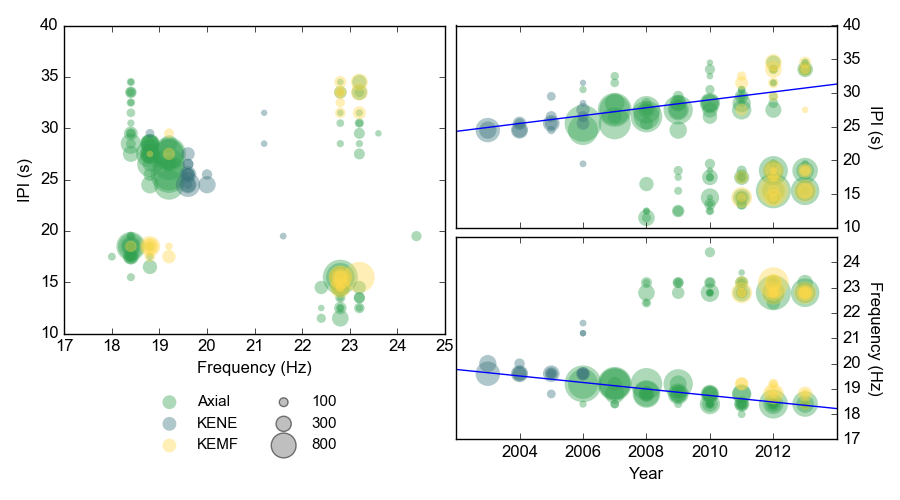 40
35
30
25
20
15
10
IPI (s)
17 18 19 20 21 22 23 24 25
Frequency (Hz)
40
35
30
25
20
15
10
IPI (s)
24
23
22
21
20
19
18
17
Frequency (Hz)
2004 2006 2008 2010 2012
Year
Axial 100
KENE 300
KEMF 800